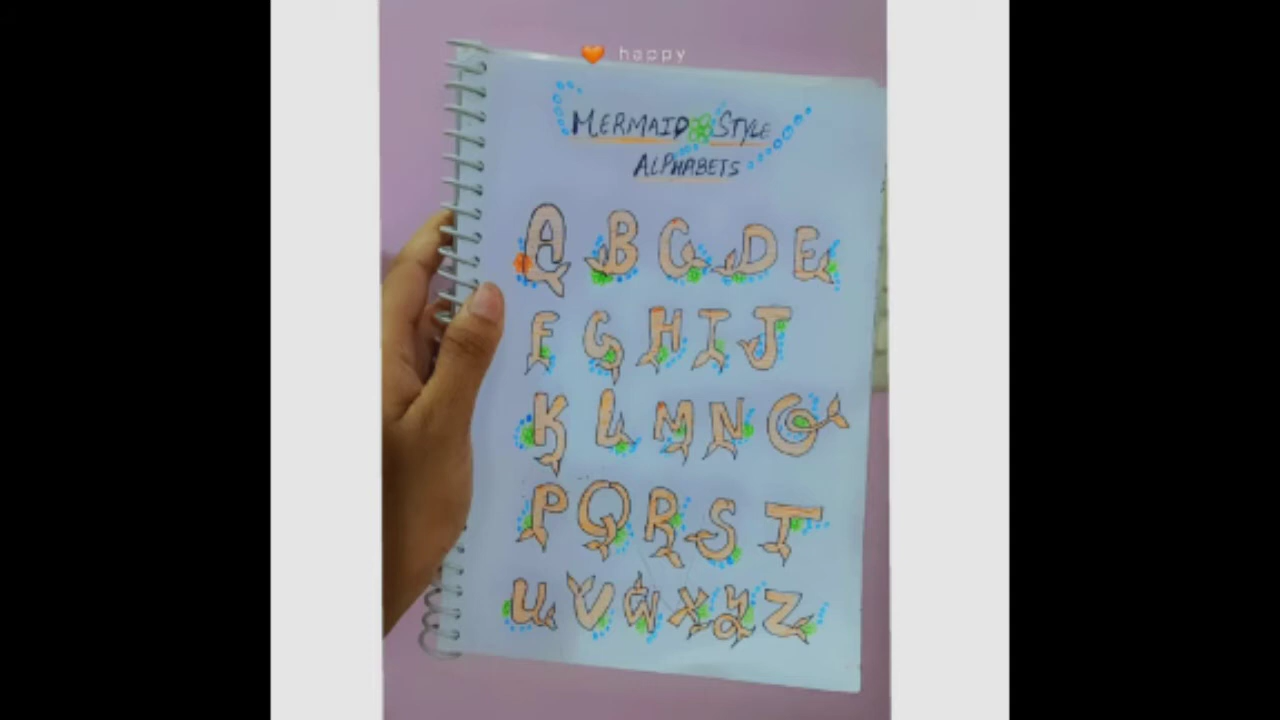 🧡 happy
MERMAID STYLE
ALPHABETS
A B C D E
F G H I J
K L M N O
P Q R S T
U V W X Y Z